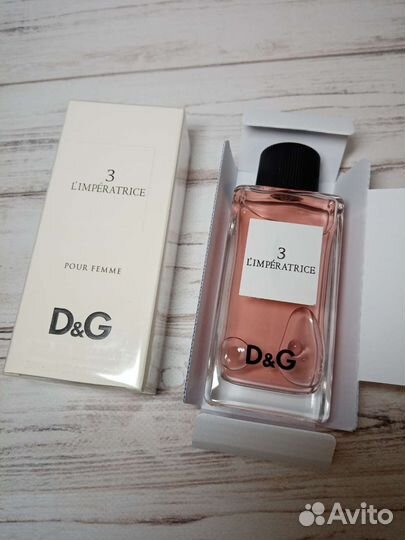 3
L'IMPÉRATRICE
POUR FEMME
D&G
3
L'IMPÉRATRICE
D&G
Avito